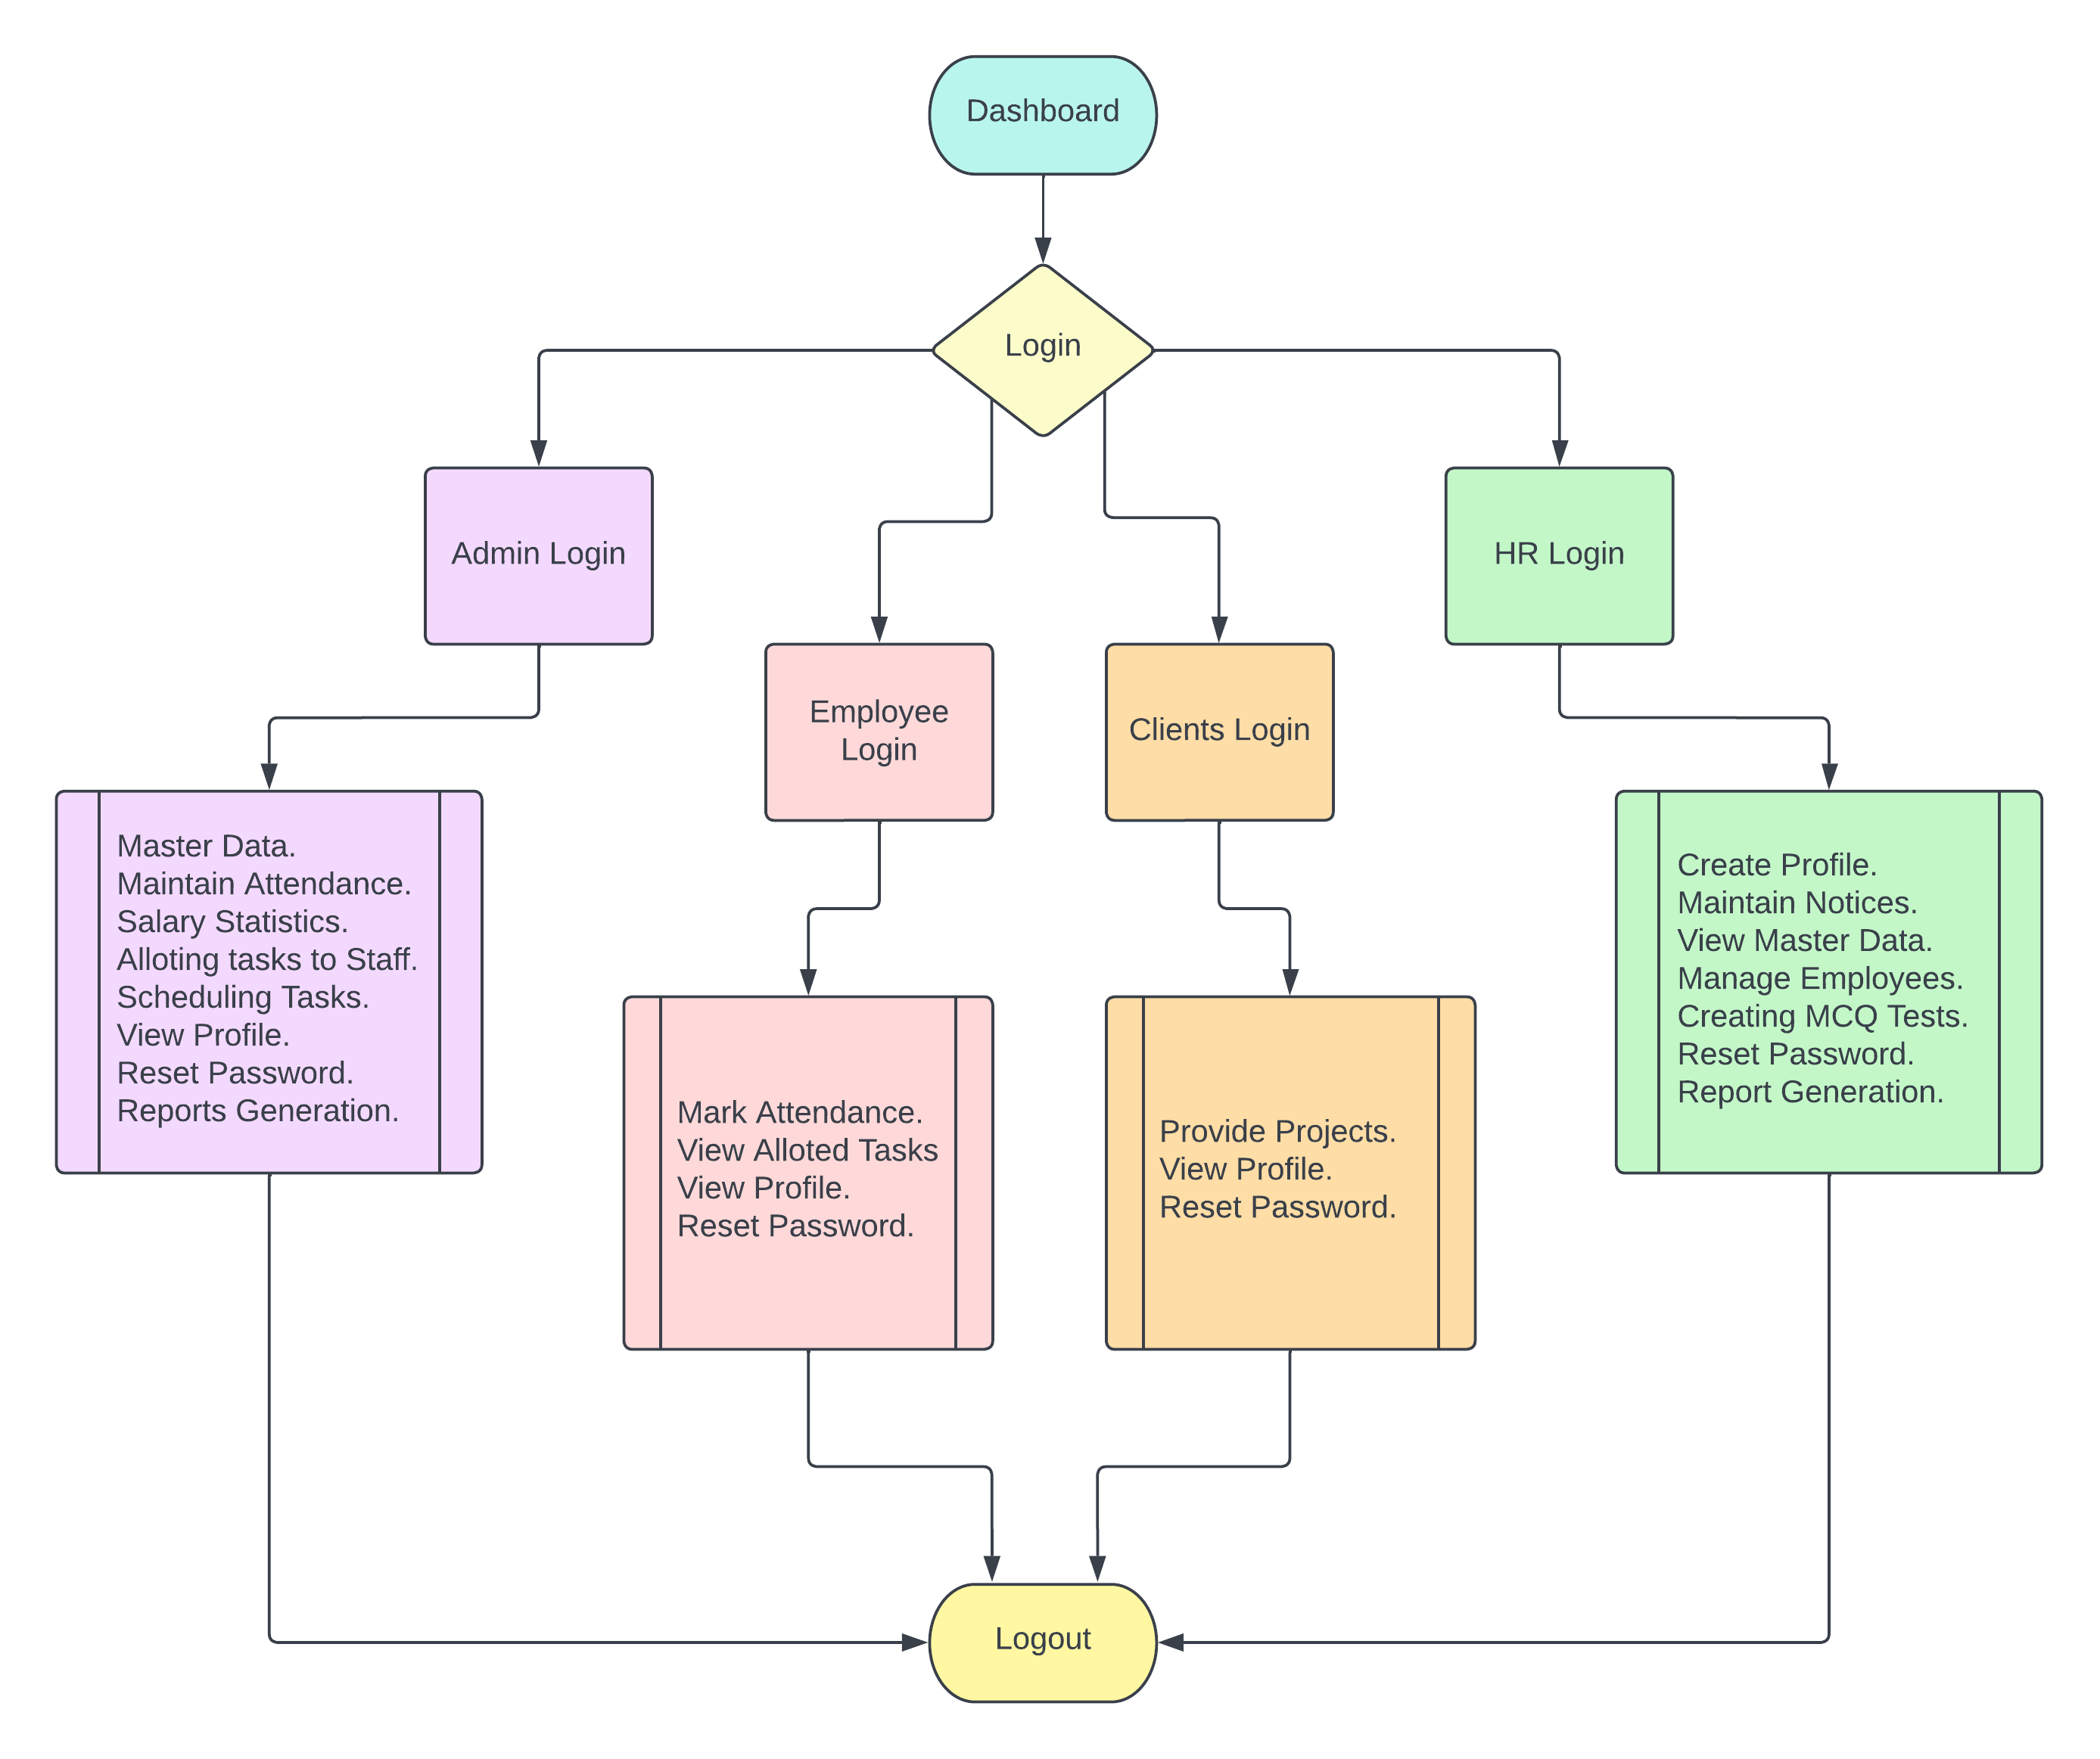 Dashboard
Login
Admin Login
HR Login
Employee
Login
Clients Login
Master Data.
Maintain Attendance.
Salary Statistics.
Alloting tasks to Staff.
Scheduling Tasks.
View Profile.
Reset Password.
Reports Generation.
Mark Attendance.
View Alloted Tasks
View Profile.
Reset Password.
Provide Projects.
View Profile.
Reset Password.
Create Profile.
Maintain Notices.
View Master Data.
Manage Employees.
Creating MCQ Tests.
Reset Password.
Report Generation.
Logout